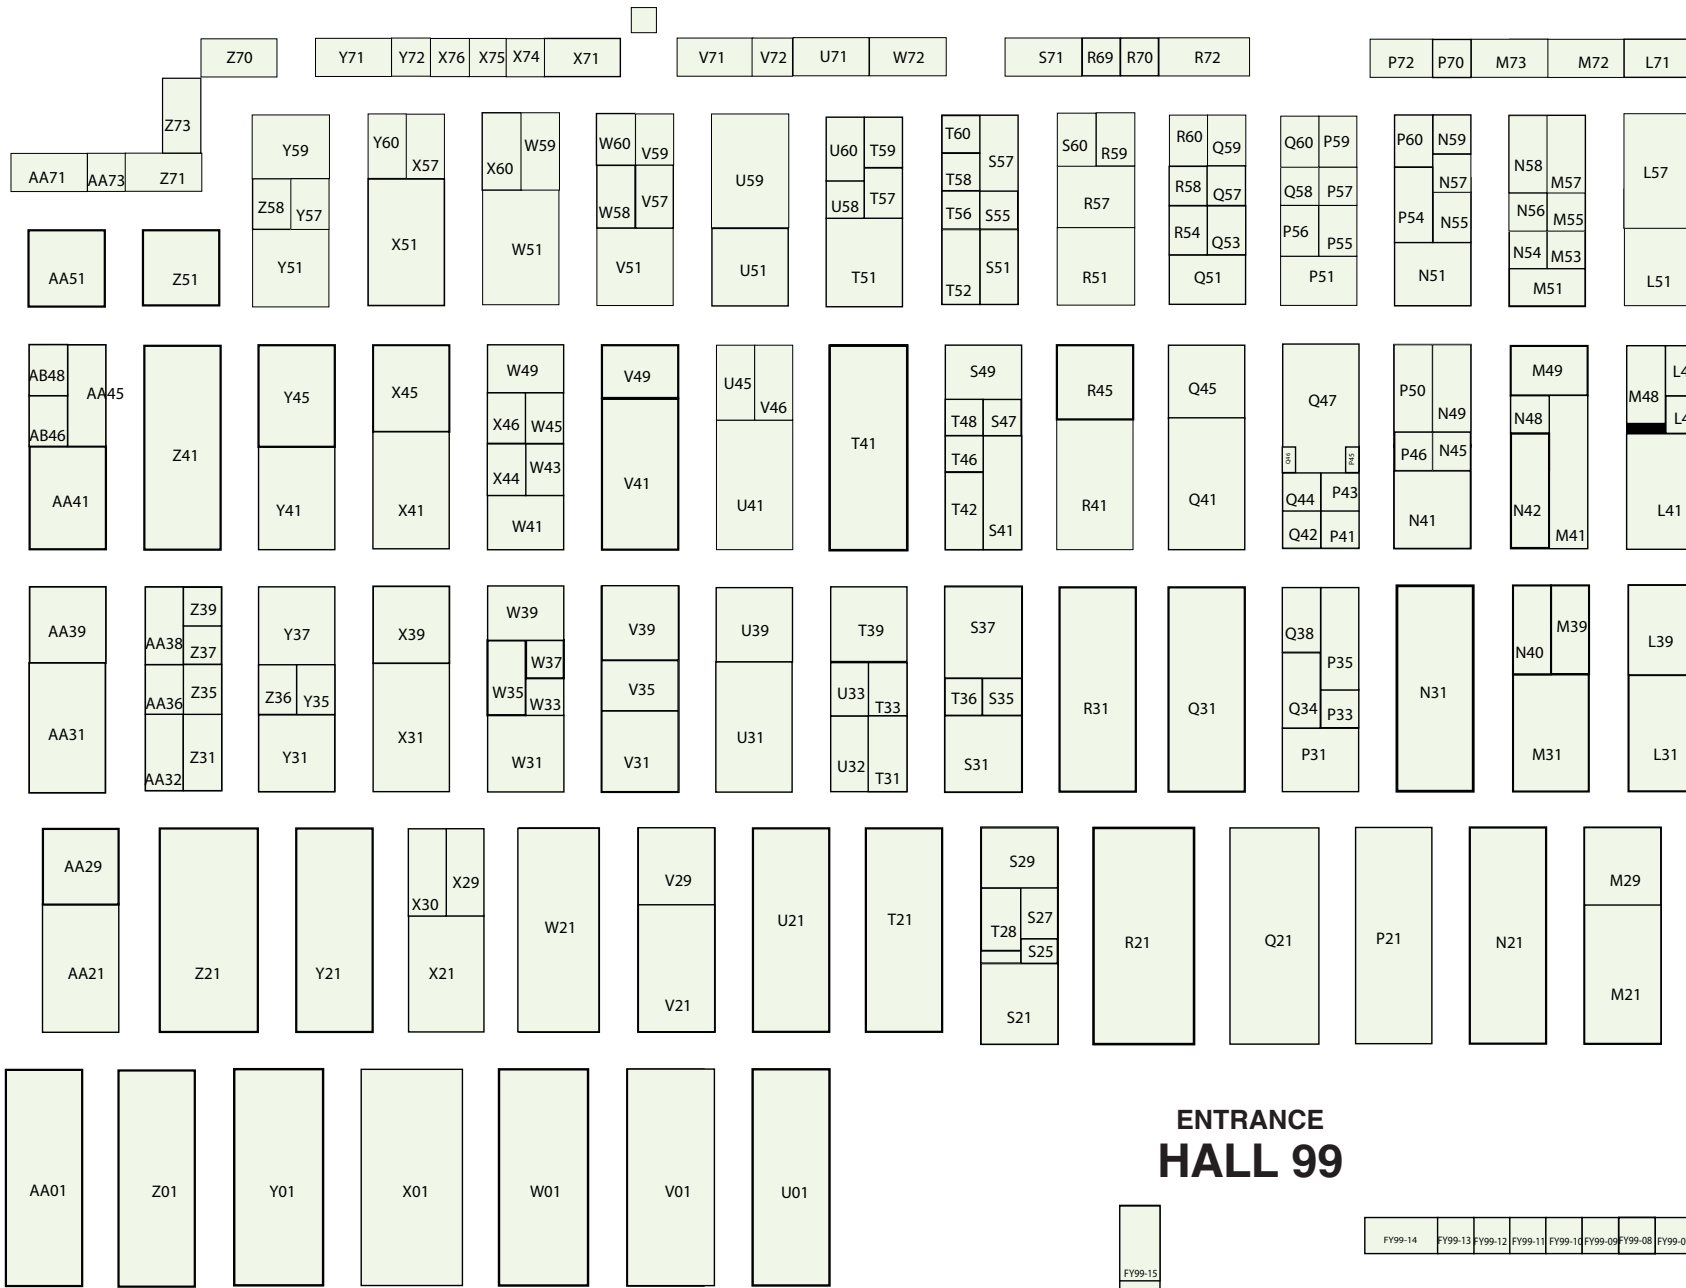 Z70 Y71 Y72 X76 X75 X74 X71 V71 V72 U71 W72 S71 R69 R70 R72 P72 P70 M73 M72 L71
Z73
AA71 AA73 Z71
Y59 Y60 X57 X60 W59 W60 V59 U59 U60 T59 T60 S57 S60 R59 R60 Q59 Q60 P59 P60 N59 N58 M57 L57
Z58 Y57 W58 V57 U58 T57 T58 R57 R58 Q57 Q58 P57 N57
T56 S55 R54 Q53 P56 P55 P54 N55 N56 M55
N54 M53
AA51 Z51 Y51 X51 W51 V51 U51 T51 T52 S51 R51 Q51 P51 N51 M51 L51
AB48 AA45 Y45 X45 W49 V49 U45 V46 S49 R45 Q45 Q47 P50 N49 M49 M48
AB46 X46 W45 T48 S47 N48
Z41 X44 W43 T41 T46 Q46 P45 P46 N45
AA41 Y41 X41 W41 V41 U41 T42 S41 R41 Q41 Q44 P43 N41 N42 M41 L41
Q42 P41
AA39 AA38 Z39 Y37 X39 W39 V39 U39 T39 S37 Q38 P35 N40 M39 L39
Z37 W37
AA36 Z35 Z36 Y35 W35 W33 V35 U33 T33 T36 S35 Q34 P33
AA31 AA32 Z31 Y31 X31 W31 V31 U31 U32 T31 S31 R31 Q31 P31 N31 M31 L31
AA29 X30 X29 V29 S29 M29
T28 S27
S25
AA21 Z21 Y21 X21 W21 V21 U21 T21 S21 R21 Q21 P21 N21 M21
ENTRANCE
HALL 99
AA01 Z01 Y01 X01 W01 V01 U01
FY99-14 FY99-13 FY99-12 FY99-11 FY99-10 FY99-09 FY99-08
FY99-15